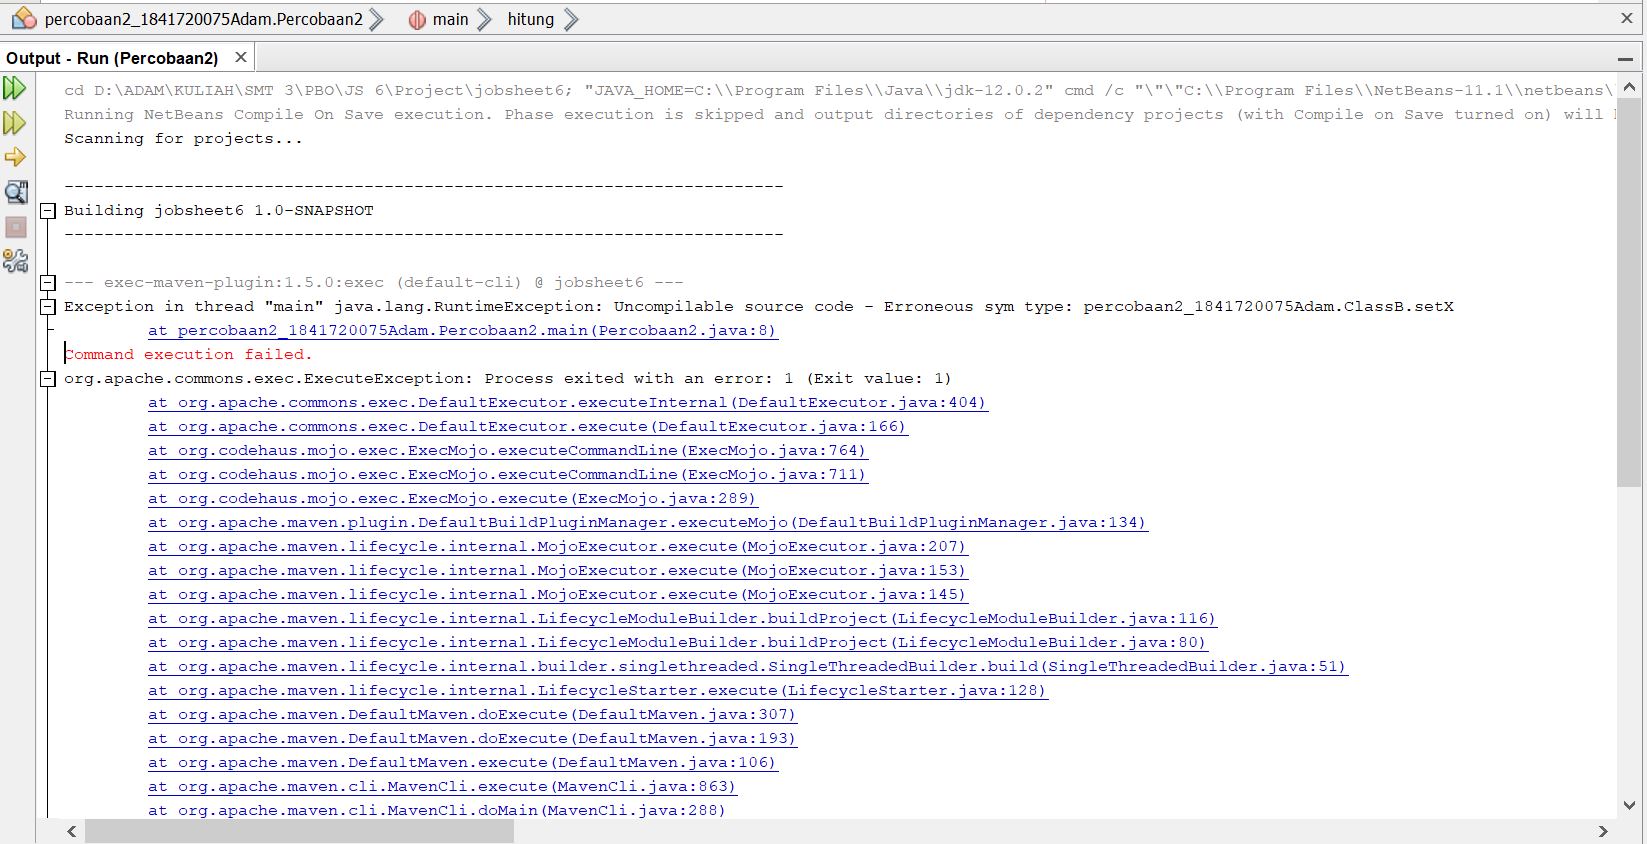 percobaan2_1841720075Adam.Percobaan2 main hitung
Output - Run (Percobaan2)
cd D:\ADAM\KULIAH\SMT 3\PBO\JS 6\Project\jobsheet6; "JAVA_HOME=C:\\Program Files\\Java\\jdk-12.0.2" cmd /c "\"\"C:\\Program Files\\NetBeans-11.1\\netbeans\
Running NetBeans Compile On Save execution. Phase execution is skipped and output directories of dependency projects (with Compile on Save turned on) will
Scanning for projects...
------------------------------------------------------------------------
Building jobsheet6 1.0-SNAPSHOT
------------------------------------------------------------------------
--- exec-maven-plugin:1.5.0:exec (default-cli) @ jobsheet6 ---
Exception in thread "main" java.lang.RuntimeException: Uncompilable source code - Erroneous sym type: percobaan2_1841720075Adam.ClassB.setX
at percobaan2_1841720075Adam.Percobaan2.main(Percobaan2.java:8)
Command execution failed.
org.apache.commons.exec.ExecuteException: Process exited with an error: 1 (Exit value: 1)
at org.apache.commons.exec.DefaultExecutor.executeInternal(DefaultExecutor.java:404)
at org.apache.commons.exec.DefaultExecutor.execute(DefaultExecutor.java:166)
at org.codehaus.mojo.exec.ExecMojo.executeCommandLine(ExecMojo.java:764)
at org.codehaus.mojo.exec.ExecMojo.executeCommandLine(ExecMojo.java:711)
at org.codehaus.mojo.exec.ExecMojo.execute(ExecMojo.java:289)
at org.apache.maven.plugin.DefaultBuildPluginManager.executeMojo(DefaultBuildPluginManager.java:134)
at org.apache.maven.lifecycle.internal.MojoExecutor.execute(MojoExecutor.java:207)
at org.apache.maven.lifecycle.internal.MojoExecutor.execute(MojoExecutor.java:153)
at org.apache.maven.lifecycle.internal.MojoExecutor.execute(MojoExecutor.java:145)
at org.apache.maven.lifecycle.internal.LifecycleModuleBuilder.buildProject(LifecycleModuleBuilder.java:116)
at org.apache.maven.lifecycle.internal.LifecycleModuleBuilder.buildProject(LifecycleModuleBuilder.java:80)
at org.apache.maven.lifecycle.internal.builder.singlethreaded.SingleThreadedBuilder.build(SingleThreadedBuilder.java:51)
at org.apache.maven.lifecycle.internal.LifecycleStarter.execute(LifecycleStarter.java:128)
at org.apache.maven.DefaultMaven.doExecute(DefaultMaven.java:307)
at org.apache.maven.DefaultMaven.doExecute(DefaultMaven.java:193)
at org.apache.maven.DefaultMaven.execute(DefaultMaven.java:106)
at org.apache.maven.cli.MavenCli.execute(MavenCli.java:863)
at org.apache.maven.cli.MavenCli.doMain(MavenCli.java:288)